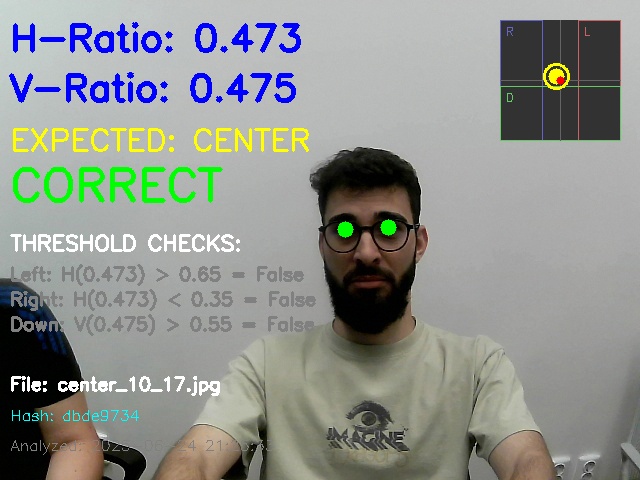 H-Ratio: 0.473
V-Ratio: 0.475
EXPECTED: CENTER
CORRECT
THRESHOLD CHECKS:
Left: H(0.473) > 0.65 = False
Right: H(0.473) < 0.35 = False
Down: V(0.475) > 0.55 = False
File: center_10_17.jpg
Hash: dbde9734
Analyzed:
R L
D
IMAGINE